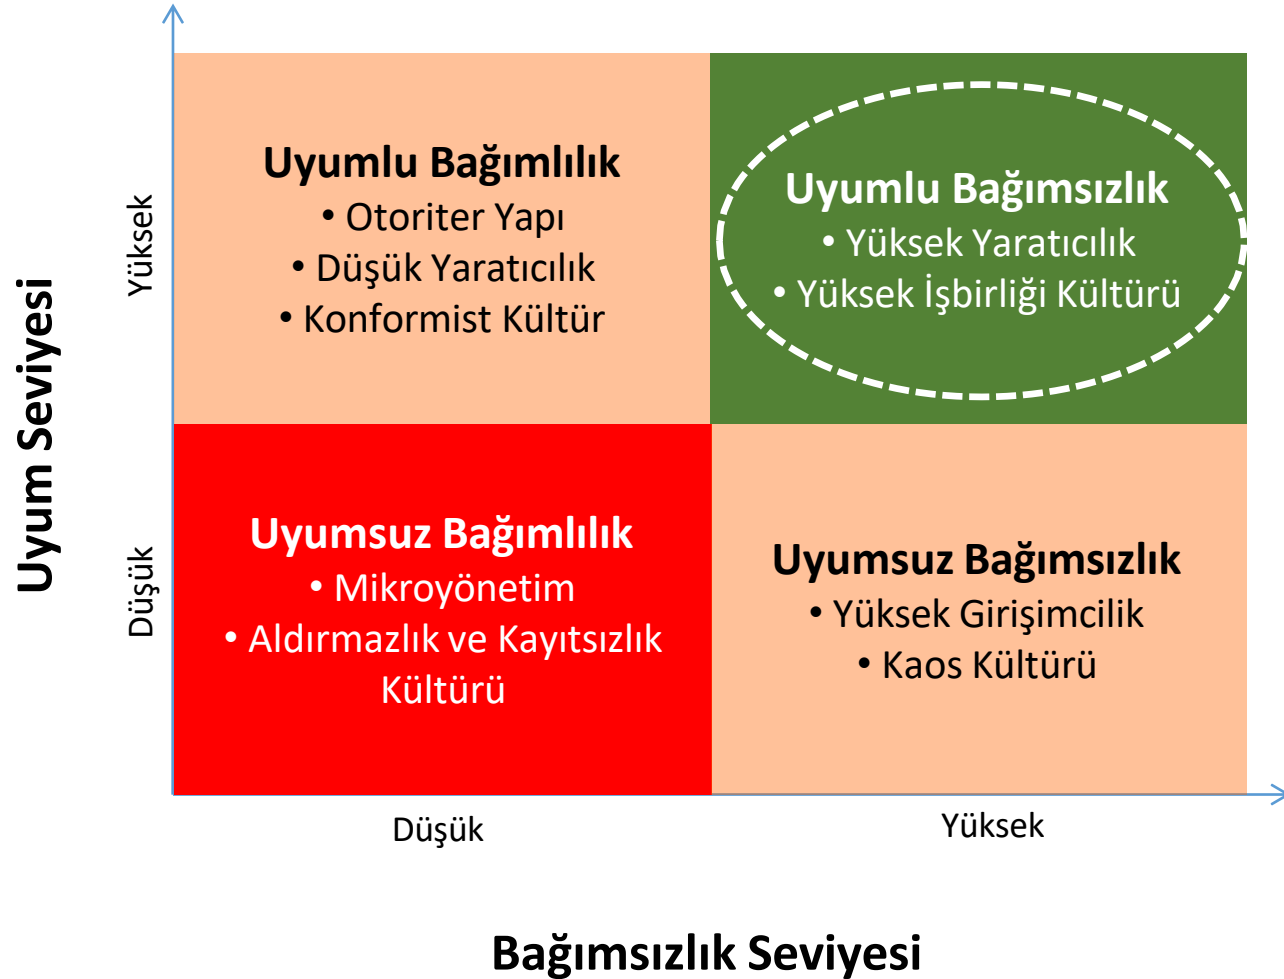 Uyum Seviyesi
Yüksek
Düşük
Uyumlu Bağımlılık
• Otoriter Yapı
• Düşük Yaratıcılık
• Konformist Kültür
Uyumlu Bağımsızlık
• Yüksek Yaratıcılık
• Yüksek İşbirliği Kültürü
Uyumsuz Bağımlılık
• Mikroyönetim
• Aldırmazlık ve Kayıtsızlık
Kültürü
Uyumsuz Bağımsızlık
• Yüksek Girişimcilik
• Kaos Kültürü
Düşük
Yüksek
Bağımsızlık Seviyesi